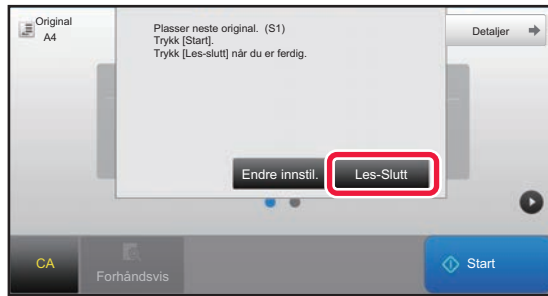 Original
A4
Plasser neste original. (S1)
Trykk [Start].
Trykk [Les-slutt] når du er ferdig.
Detaljer
Endre innstil.
Les-Slutt
CA
Forhåndsvis
Start